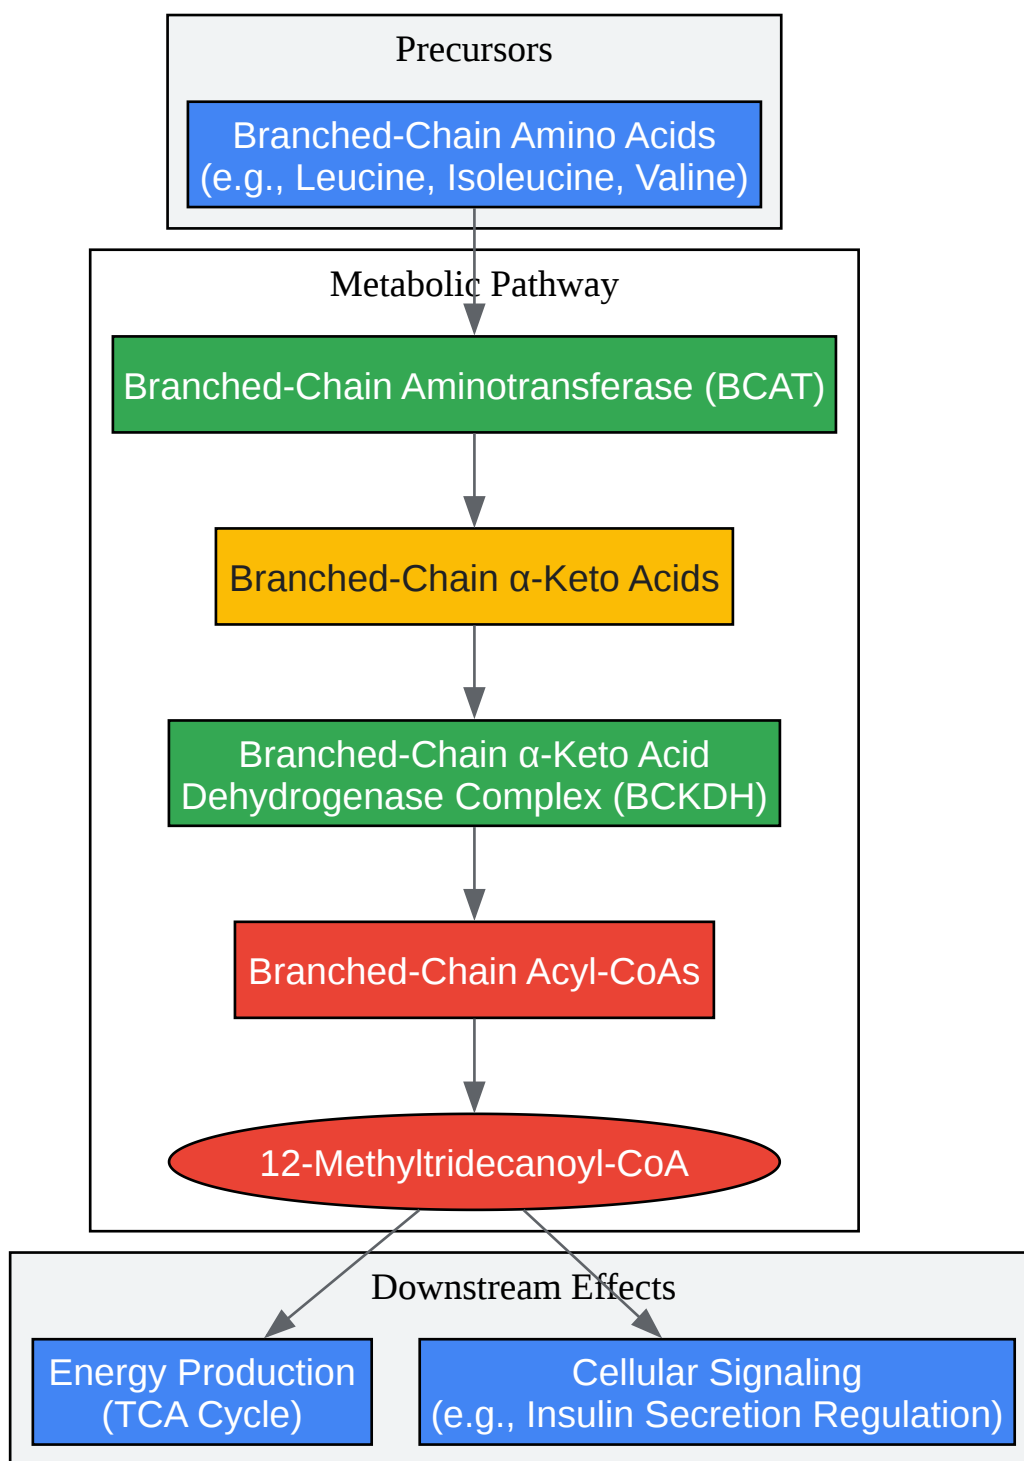 Precursors
Branched-Chain Amino Acids
(e.g., Leucine, Isoleucine, Valine)
Metabolic Pathway
Branched-Chain Aminotransferase (BCAT)
Branched-Chain α-Keto Acids
Branched-Chain α-Keto Acid
Dehydrogenase Complex (BCKDH)
Branched-Chain Acyl-CoAs
12-Methyltridecanoyl-CoA
Downstream Effects
Energy Production
(TCA Cycle)
Cellular Signaling
(e.g., Insulin Secretion Regulation)